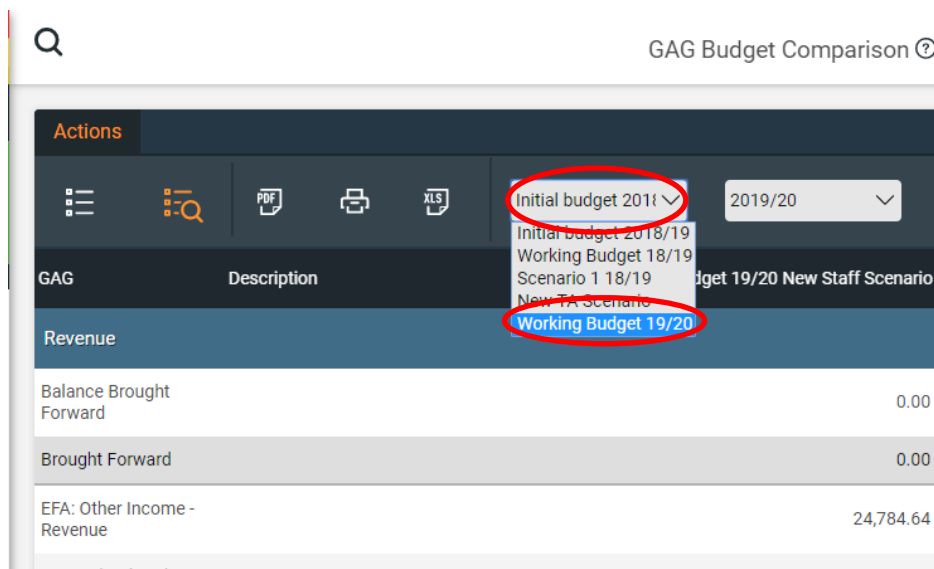 GAG Budget Comparison ?
Actions
PDF
XLS
Initial budget 2018
2019/20
Initial budget 2018/19
Working Budget 18/19
Scenario 1 18/19
New TA Scenario
Working Budget 19/20
GAG
Description
dget 19/20 New Staff Scenario
Revenue
Balance Brought
Forward
0.00
Brought Forward
0.00
EFA: Other Income -
Revenue
24,784.64